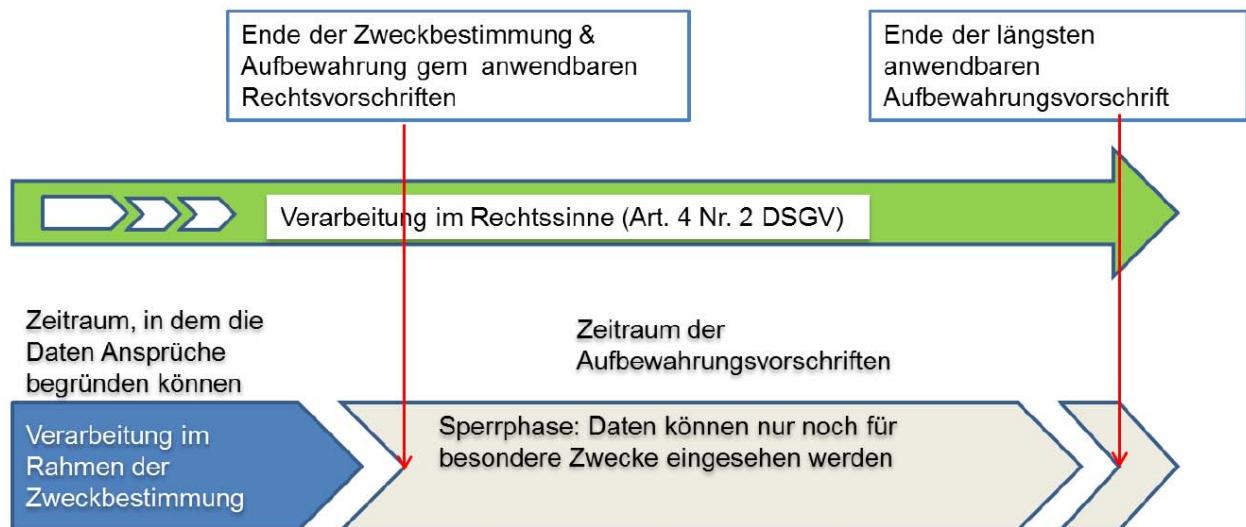 Ende der Zweckbestimmung &
Aufbewahrung gem anwendbaren
Rechtsvorschriften
Ende der längsten
anwendbaren
Aufbewahrungsvorschrift
Verarbeitung im Rechtssinne (Art. 4 Nr. 2 DSGV)
Zeitraum, in dem die
Daten Ansprüche
begründen können
Zeitraum der
Aufbewahrungsvorschriften
Verarbeitung im
Rahmen der
Zweckbestimmung
Sperrphase: Daten können nur noch für
besondere Zwecke eingesehen werden